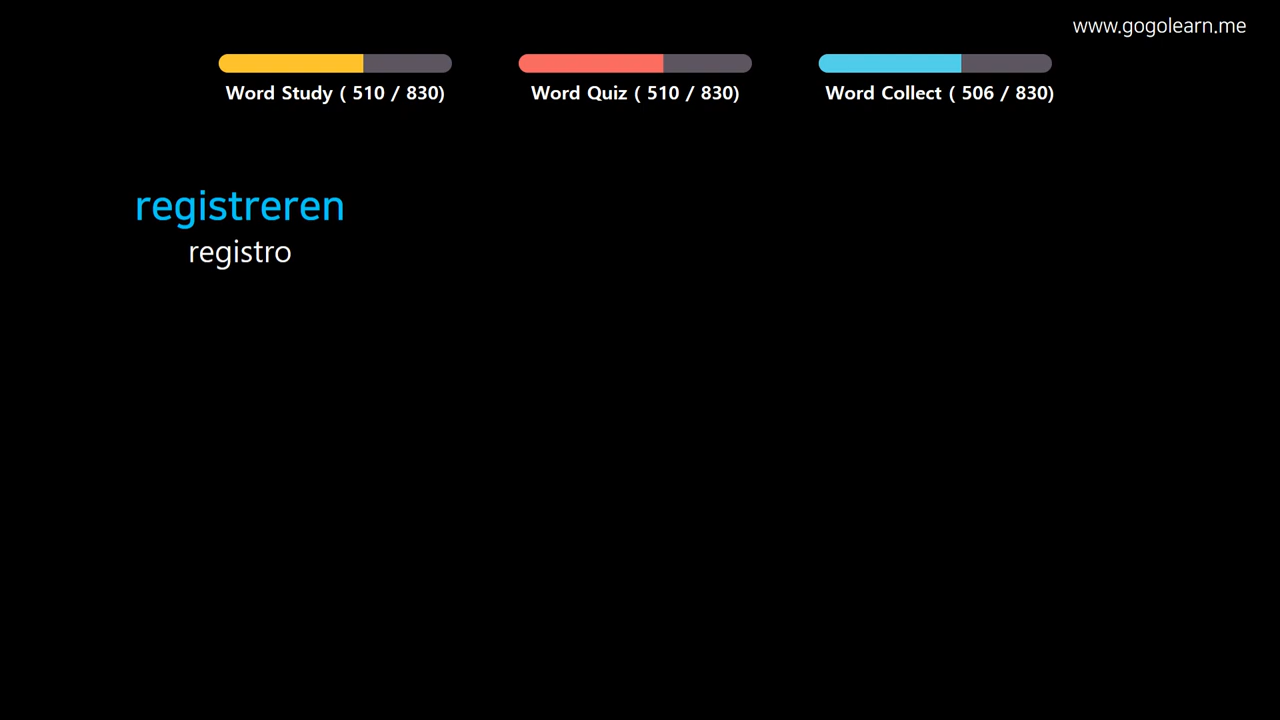 www.gogolearn.me
Word Study ( 510 / 830)
Word Quiz ( 510 / 830)
Word Collect ( 506 / 830)
registreren
registro